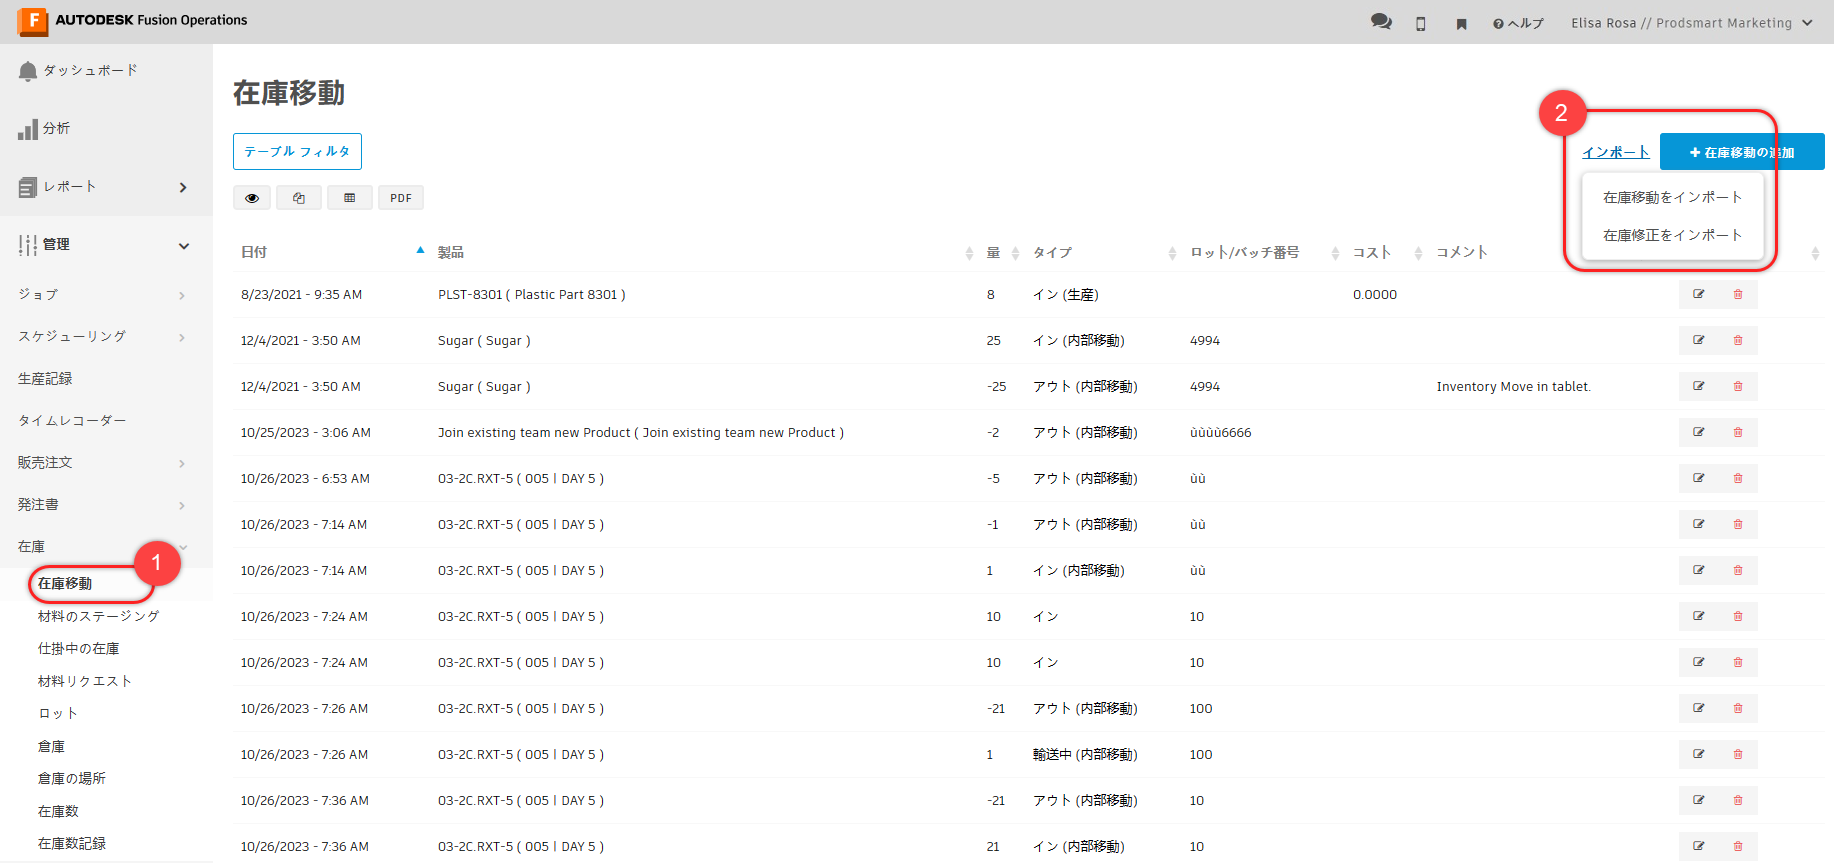 F AUTODESK Fusion Operations
ヘルプ
Elisa Rosa // Prodsmart Marketing
ダッシュボード
分析
レポート
管理
ジョブ
スケジューリング
生産記録
タイムレコーダー
販売注文
発注書
在庫
1
在庫移動
材料のステージング
仕掛中の在庫
材料リクエスト
ロット
倉庫
倉庫の場所
在庫数
在庫数記録
在庫移動
テーブル フィルタ
PDF
2
インポート
+ 在庫移動の追加
在庫移動をインポート
在庫修正をインポート
日付 製品 量 タイプ ロット/バッチ番号 コスト コメント
8/23/2021 - 9:35 AM PLST-8301 ( Plastic Part 8301 ) 8 イン (生産) 0.0000
12/4/2021 - 3:50 AM Sugar ( Sugar ) 25 イン (内部移動) 4994
12/4/2021 - 3:50 AM Sugar ( Sugar ) -25 アウト (内部移動) 4994 Inventory Move in tablet.
10/25/2023 - 3:06 AM Join existing team new Product ( Join existing team new Product ) -2 アウト (内部移動) ùùùù6666
10/26/2023 - 6:53 AM 03-2C.RXT-5 ( 005 | DAY 5 ) -5 アウト (内部移動) ùù
10/26/2023 - 7:14 AM 03-2C.RXT-5 ( 005 | DAY 5 ) -1 アウト (内部移動) ùù
10/26/2023 - 7:14 AM 03-2C.RXT-5 ( 005 | DAY 5 ) 1 イン (内部移動) ùù
10/26/2023 - 7:24 AM 03-2C.RXT-5 ( 005 | DAY 5 ) 10 イン 10
10/26/2023 - 7:24 AM 03-2C.RXT-5 ( 005 | DAY 5 ) 10 イン 10
10/26/2023 - 7:26 AM 03-2C.RXT-5 ( 005 | DAY 5 ) -21 アウト (内部移動) 100
10/26/2023 - 7:26 AM 03-2C.RXT-5 ( 005 | DAY 5 ) 1 輸送中 (内部移動) 100
10/26/2023 - 7:36 AM 03-2C.RXT-5 ( 005 | DAY 5 ) -21 アウト (内部移動) 10
10/26/2023 - 7:36 AM 03-2C.RXT-5 ( 005 | DAY 5 ) 21 イン (内部移動) 10